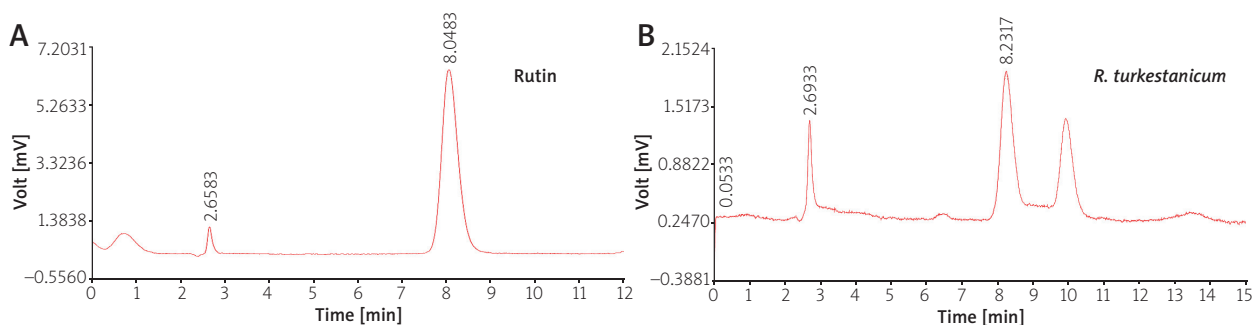 A
7.2031
5.2633
3.3236
1.3838
−0.5560
Volt [mV]
2.6583
8.0483
Rutin
0 1 2 3 4 5 6 7 8 9 10 11 12
Time [min]
B
2.1524
1.5173
0.8822
0.2470
−0.3881
Volt [mV]
0.0533
2.6933
8.2317
R. turkestanicum
0 1 2 3 4 5 6 7 8 9 10 11 12 13 14 15
Time [min]